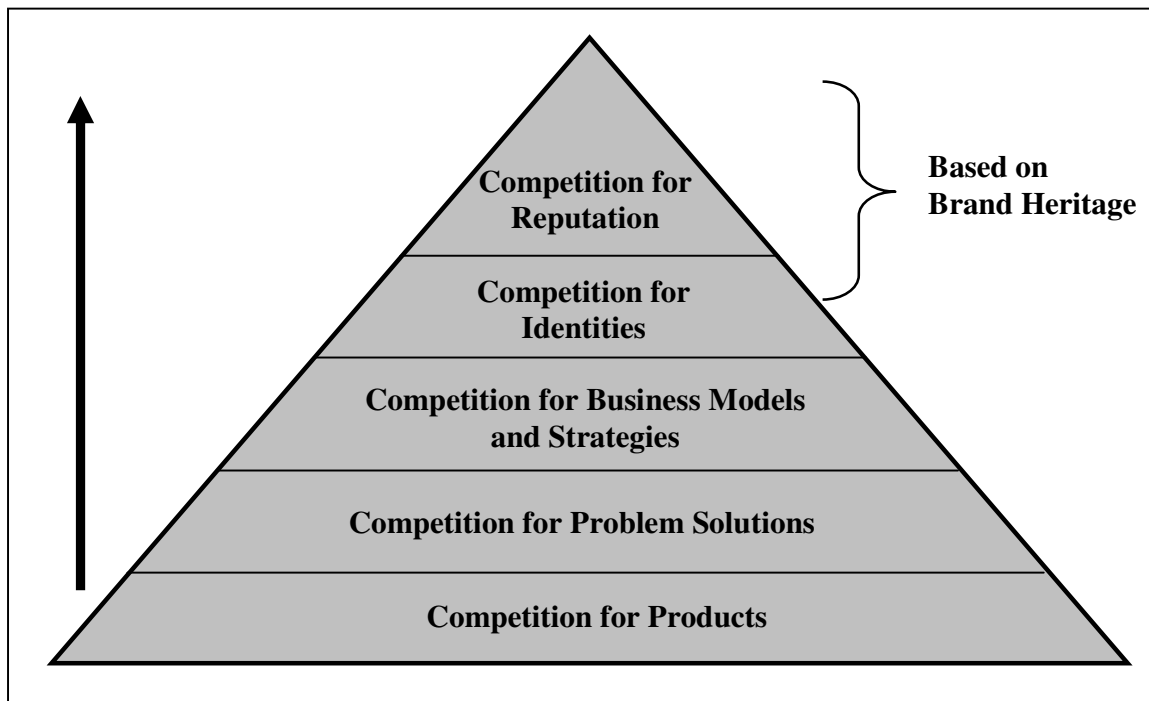 Competition for
Reputation
Based on
Brand Heritage
Competition for
Identities
Competition for Business Models
and Strategies
Competition for Problem Solutions
Competition for Products